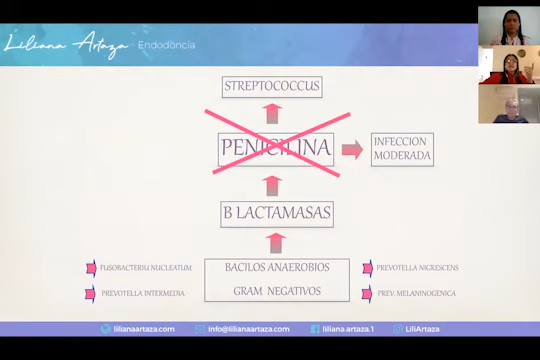 Liliana Artaza Endodòncia
STREPTOCOCCUS
PENICILINA
INFECCION
MODERADA
B LACTAMASAS
FUSOBACTERIU NUCLEATUM
BACILOS ANAEROBIOS
PREVOTELLA NIGRESCENS
PREVOTELLA INTERMEDIA
GRAM NEGATIVOS
PREV. MELANINOGENICA
lilianaartaza.com
info@lilianaartaza.com
liliana.artaza.1
LiliArtaza